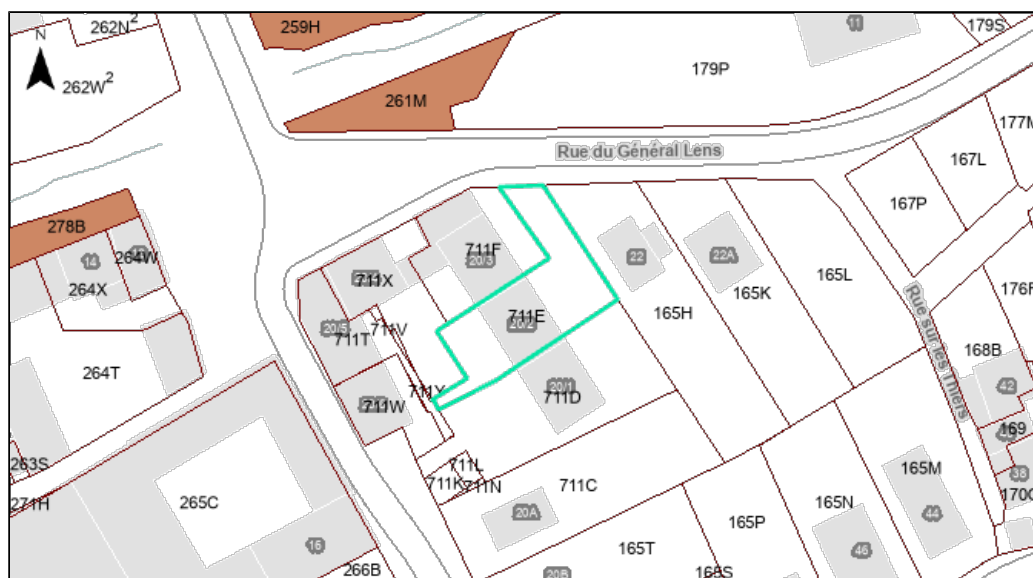 262N²
259H
11
179S
N
262W²
179P
261M
177M
Rue du Général Lens
167L
167P
278B
264W
14
711F
20/3
22
22A
264X
711X
165L
176F
165K
Rue sur les Thiers
165H
711E
20/2
20/5
711V
711T
168B
264T
42
20/1
711Y
711D
711W
169
263S
711L
165M
38
711K
711N
711C
271H
265C
165N
170C
20A
44
165P
16
165T
46
266B
20B
168S